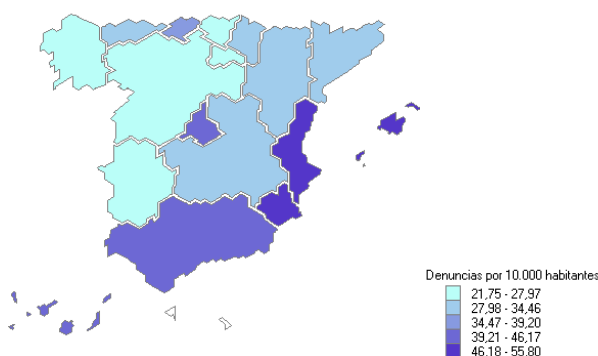 Denuncias por 10.000 habitantes
21,75 - 27,97
27,98 - 34,46
34,47 - 39,20
39,21 - 46,17
46,18 - 55,80